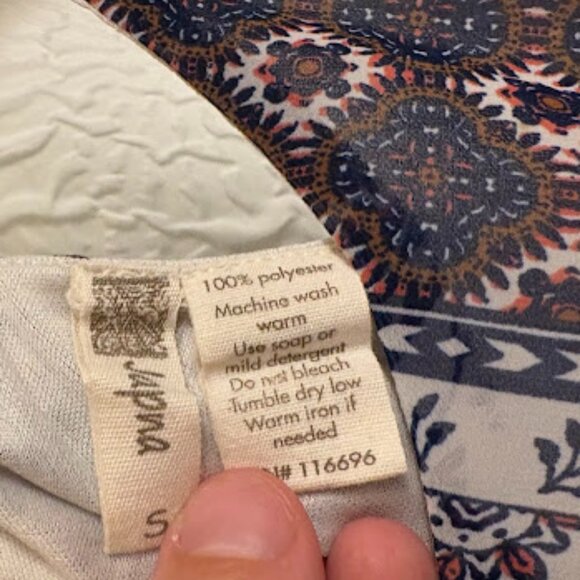 Japna
S
100% polyester
Machine wash
warm
Use soap or
mild detergent
Do not bleach
Tumble dry low
Warm iron if
needed
N# 116696